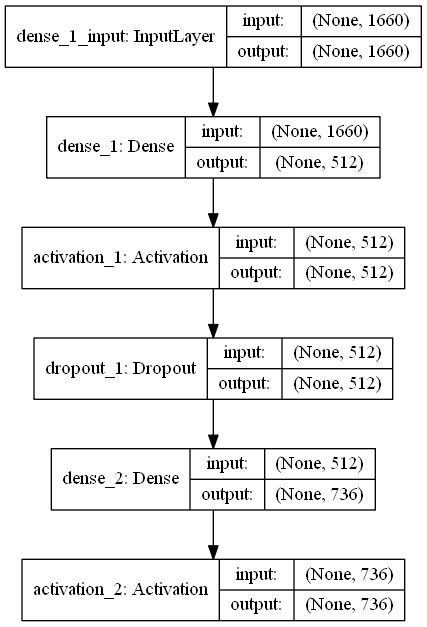 dense_1_input: InputLayer
input: (None, 1660)
output: (None, 1660)
dense_1: Dense
input: (None, 1660)
output: (None, 512)
activation_1: Activation
input: (None, 512)
output: (None, 512)
dropout_1: Dropout
input: (None, 512)
output: (None, 512)
dense_2: Dense
input: (None, 512)
output: (None, 736)
activation_2: Activation
input: (None, 736)
output: (None, 736)